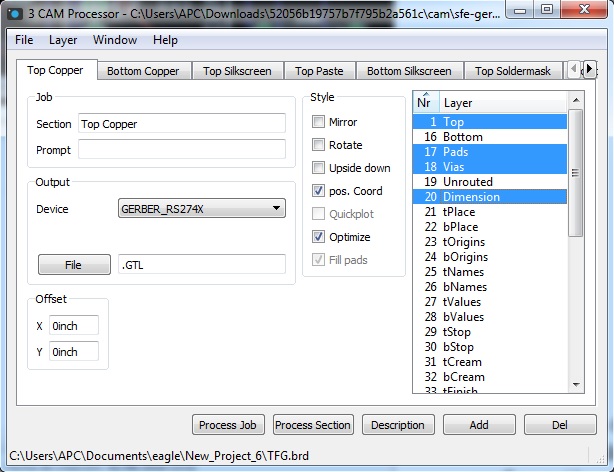 3 CAM Processor - C:\Users\APC\Downloads\52056b19757b7f795b2a561c\cam\sfe-ger...
File Layer Window Help
Top Copper Bottom Copper Top Silkscreen Top Paste Bottom Silkscreen Top Soldermask
Job
Section Top Copper
Prompt
Output
Device GERBER_RS274X
File .GTL
Offset
X 0inch
Y 0inch
Style
Mirror
Rotate
Upside down
pos. Coord
Quickplot
Optimize
Fill pads
Nr Layer
1 Top
16 Bottom
17 Pads
18 Vias
19 Unrouted
20 Dimension
21 tPlace
22 bPlace
23 tOrigins
24 bOrigins
25 tNames
26 bNames
27 tValues
28 bValues
29 tStop
30 bStop
31 tCream
32 bCream
33 tFinish
Process Job Process Section Description Add Del
C:\Users\APC\Documents\eagle\New_Project_6\TFG.brd